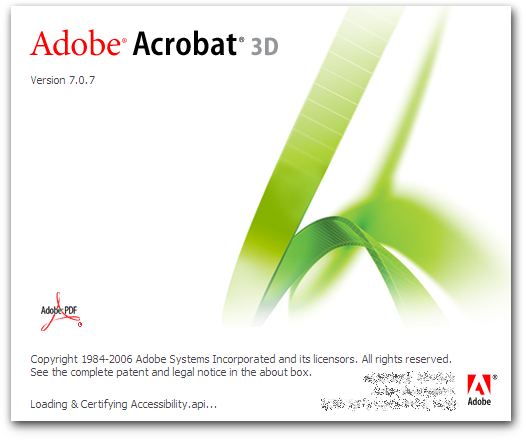 Adobe® Acrobat® 3D
Version 7.0.7
Adobe PDF
Copyright 1984-2006 Adobe Systems Incorporated and its licensors. All rights reserved.
See the complete patent and legal notice in the about box.
Loading & Certifying Accessibility.api...
®
Adobe